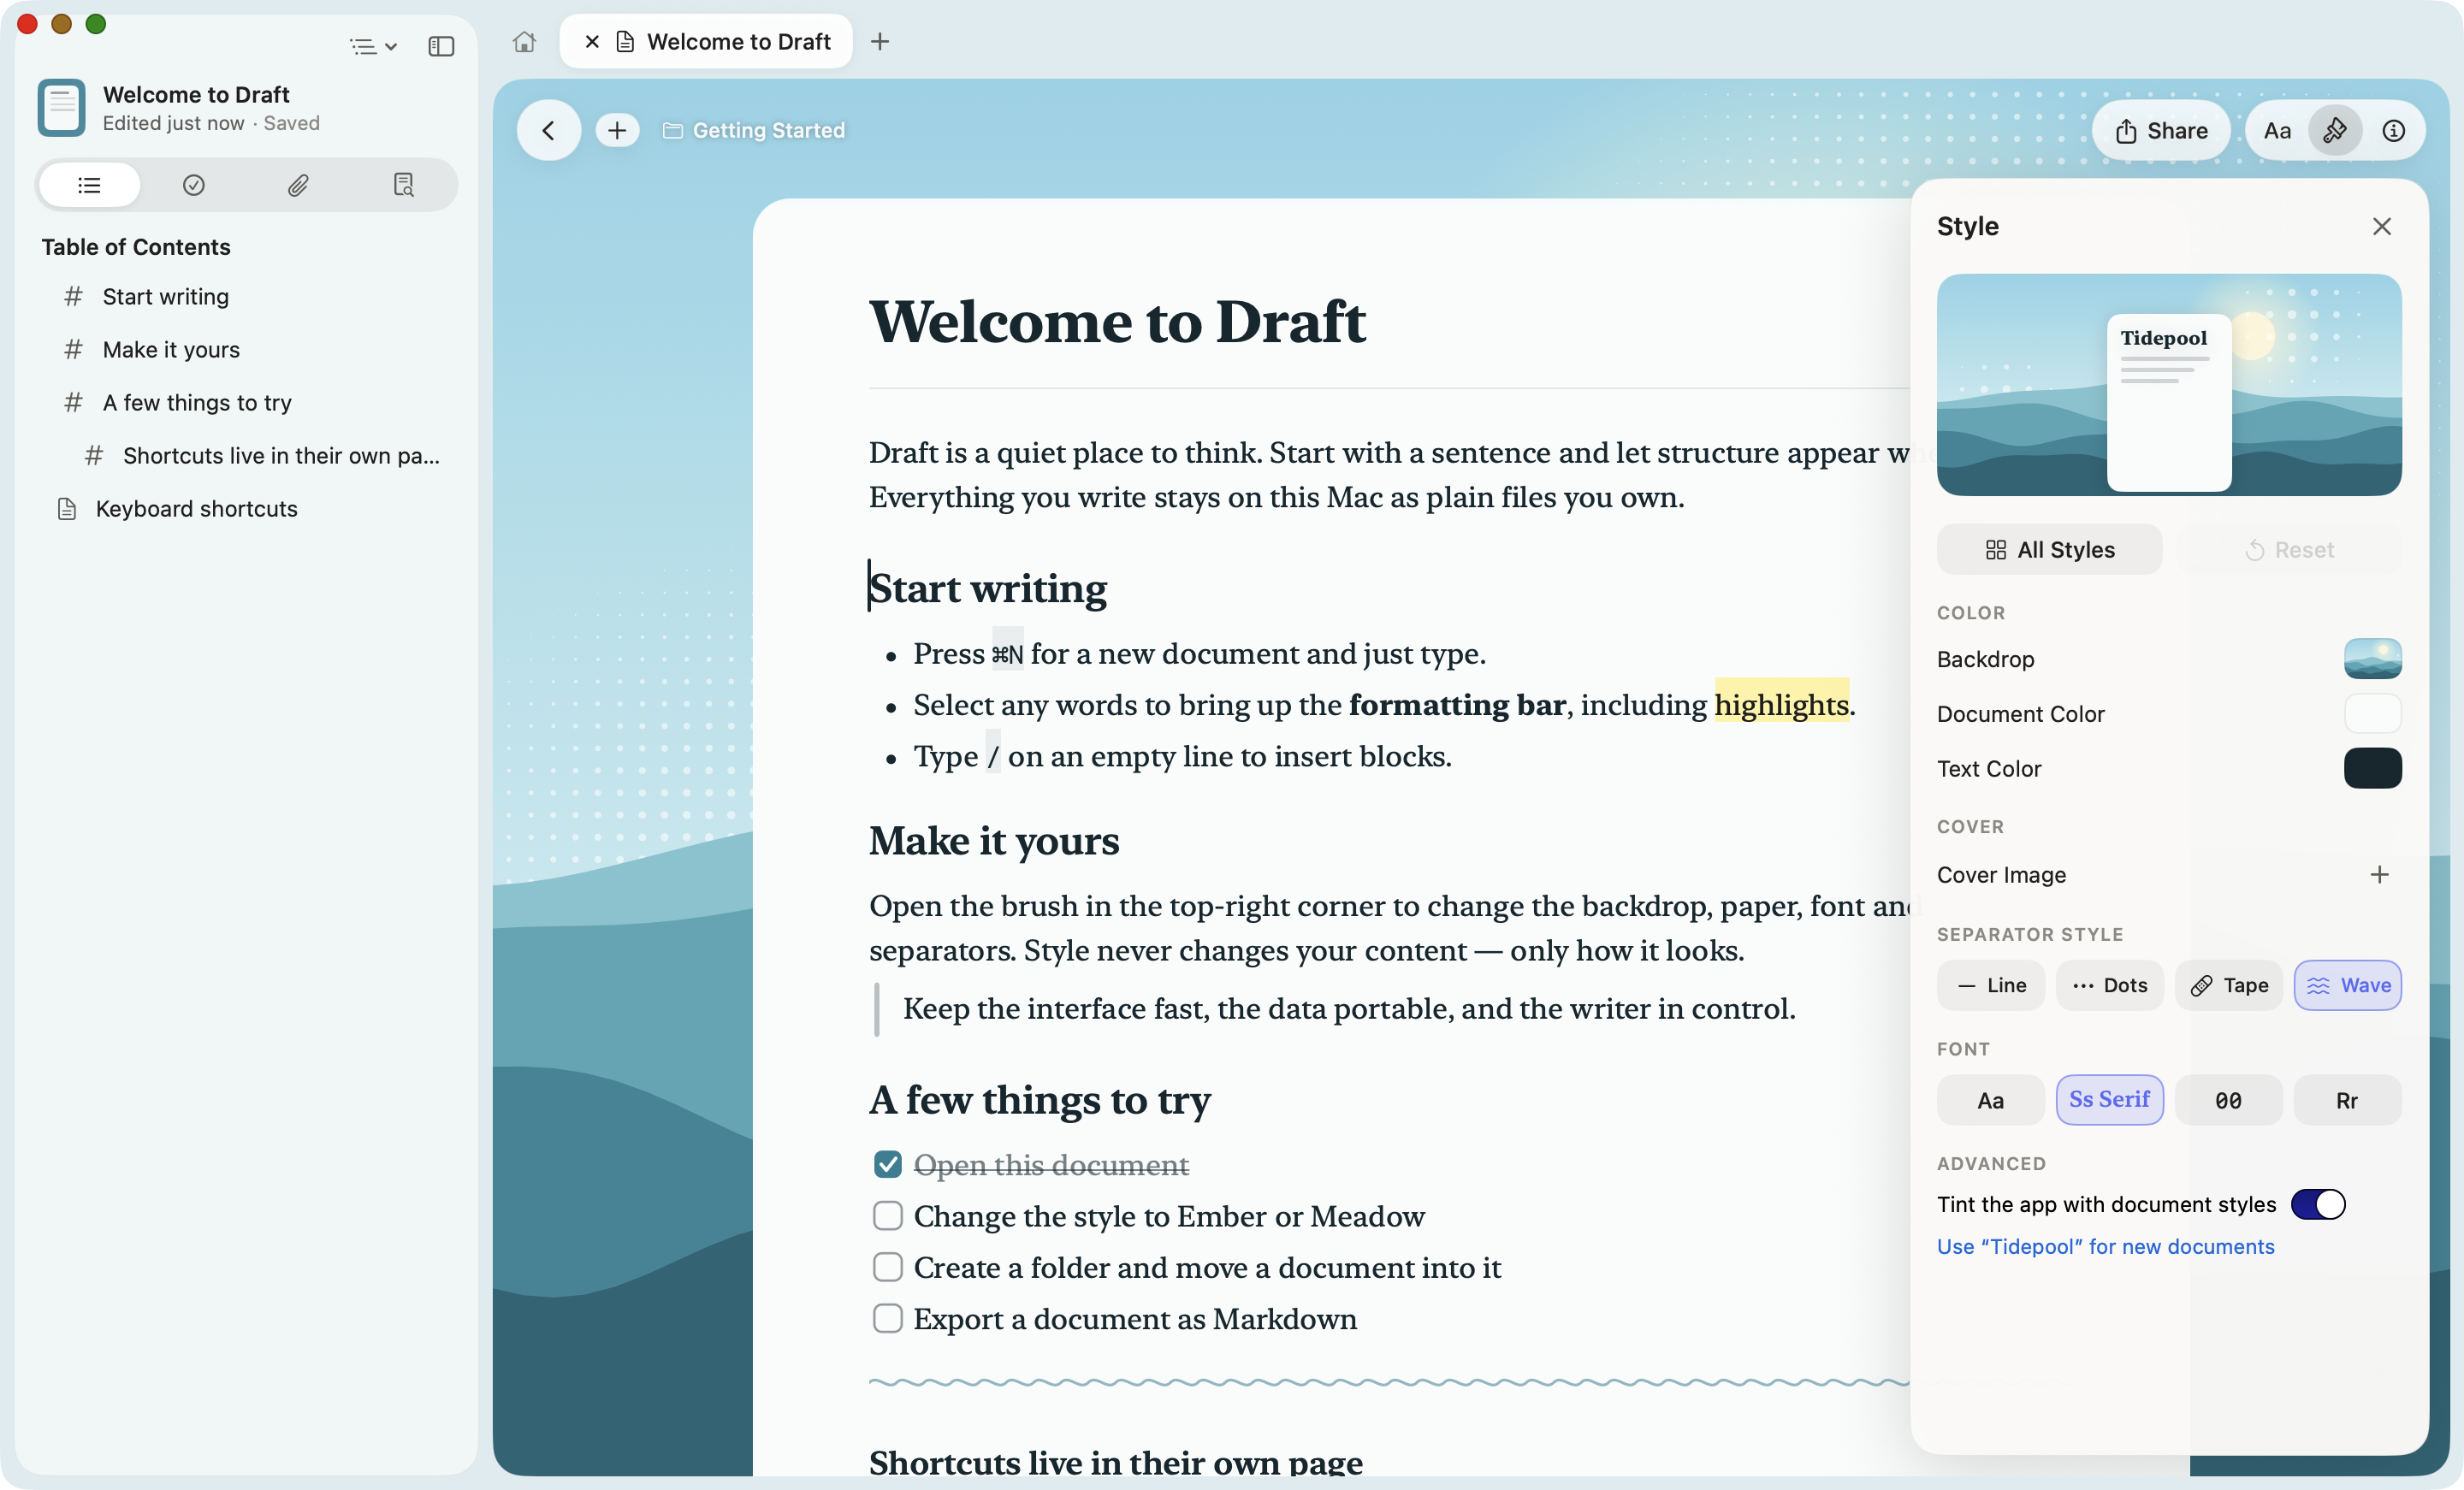 Welcome to Draft
Edited just now · Saved
Table of Contents
# Start writing
# Make it yours
# A few things to try
# Shortcuts live in their own pa...
Keyboard shortcuts
Welcome to Draft
Getting Started
Share
Aa
Welcome to Draft
Draft is a quiet place to think. Start with a sentence and let structure appear
Everything you write stays on this Mac as plain files you own.
Start writing
• Press ⌘N for a new document and just type.
• Select any words to bring up the formatting bar, including highlights.
• Type / on an empty line to insert blocks.
Make it yours
Open the brush in the top-right corner to change the backdrop, paper, font and
separators. Style never changes your content — only how it looks.
Keep the interface fast, the data portable, and the writer in control.
A few things to try
Open this document
Change the style to Ember or Meadow
Create a folder and move a document into it
Export a document as Markdown
Shortcuts live in their own page
Style
Tidepool
All Styles
Reset
COLOR
Backdrop
Document Color
Text Color
COVER
Cover Image
SEPARATOR STYLE
Line
Dots
Tape
Wave
FONT
Aa
Ss Serif
00
Rr
ADVANCED
Tint the app with document styles
Use “Tidepool” for new documents